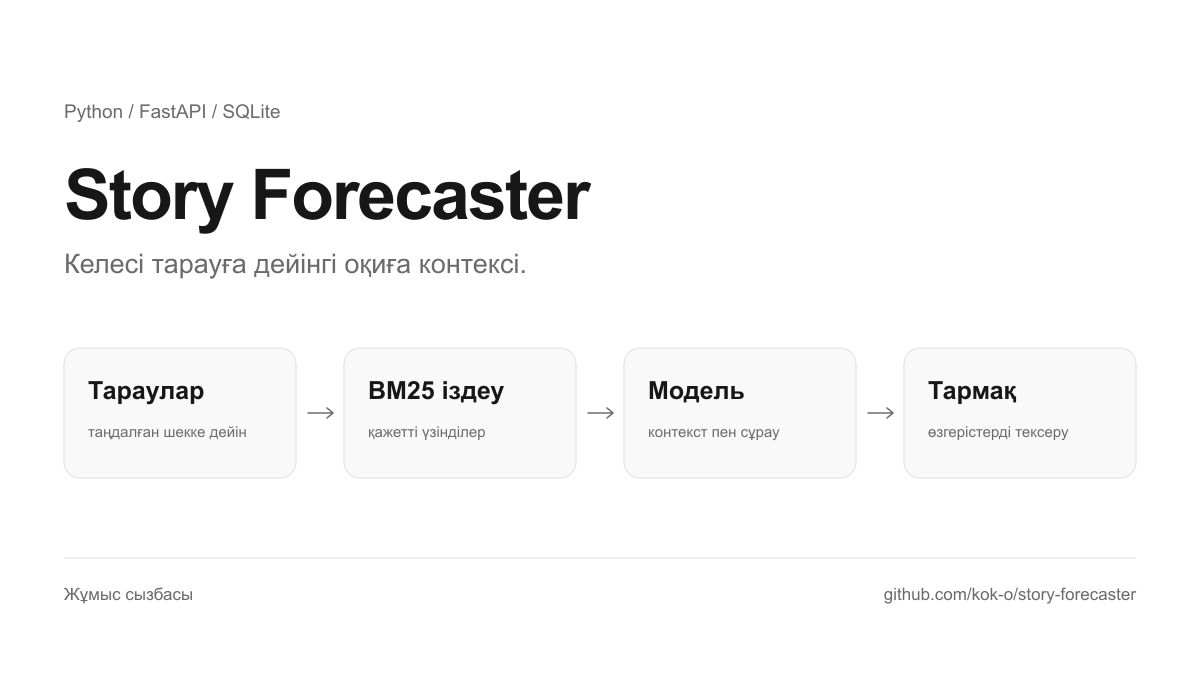 Python / FastAPI / SQLite
Story Forecaster
Келесі тарауға дейінгі оқиға контексі.
Тараулар
таңдалған шекке дейін
BM25 іздеу
қажетті үзінділер
Модель
контекст пен сұрау
Тармақ
өзгерістерді тексеру
Жұмыс сызбасы
github.com/kok-o/story-forecaster